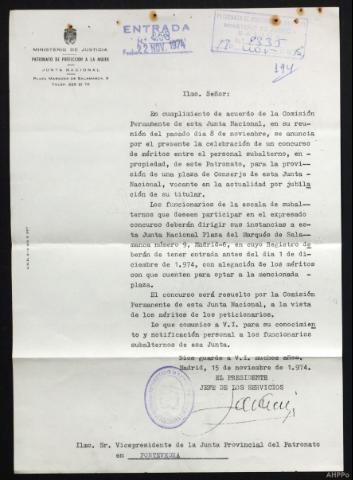 MINISTERIO DE JUSTICIA
PATRONATO DE PROTECCION A LA MUJER
JUNTA NACIONAL
PLAZA MARQUES DE SALAMANCA, 9
ENTRADA
22 NOV. 1974
194
Ilmo. Señor:
En cumplimiento de acuerdo de la Comisión
Permanente de esta Junta Nacional, en su reu
nión del pasado día 8 de noviembre, se anuncia
por el presente la celebración de un concurso
de méritos entre el personal subalterno, en -
propiedad, de este Patronato, para la provi-
sión de una plaza de Conserje de esta Junta-
Nacional, vacante en la actualidad por jubila
ción de su titular.
Los funcionarios de la escala de subal--
ternos que deseen participar en el expresado
concurso deberán dirigir sus instancias a es-
ta Junta Nacional Plaza del Marqués de Sala--
manca número 9, Madrid-6, en cuyo Registro de
berán de tener entrada antes del día 1 de di-
ciembre de 1.974, con alegación de los méritos
con que cuenten para optar a la mencionada -
plaza.
El concurso será resuelto por la Comisión
Permanente de esta Junta Nacional, a la vista
de los méritos de los peticionarios.
Lo que comunico a V.I. para su conocimien
to y notificación personal a los funcionarios
subalternos de esa Junta.
Dios guarde a V.I. muchos años.
Madrid, 15 de noviembre de 1.974.
EL PRESIDENTE
JEFE DE LOS SERVICIOS
Ilmo. Sr. Vicepresidente de la Junta Provincial del Patronato
en PONTEVEDRA
AHPPo